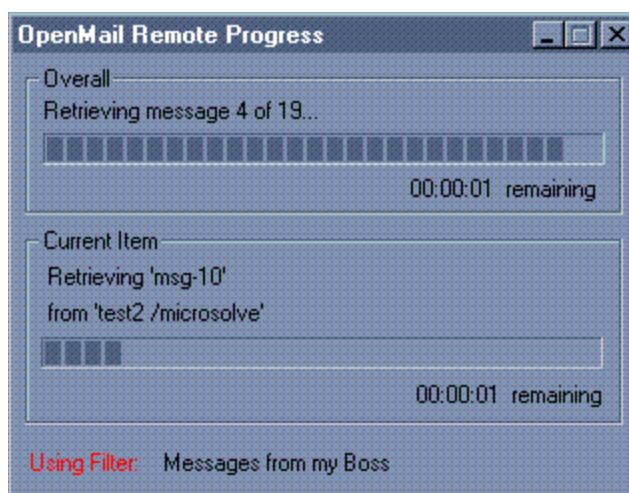 OpenMail Remote Progress
Overall
Retrieving message 4 of 19...
00:00:01 remaining
Current Item
Retrieving 'msg-10'
from 'test2 /microsolve'
00:00:01 remaining
Using Filter: Messages from my Boss